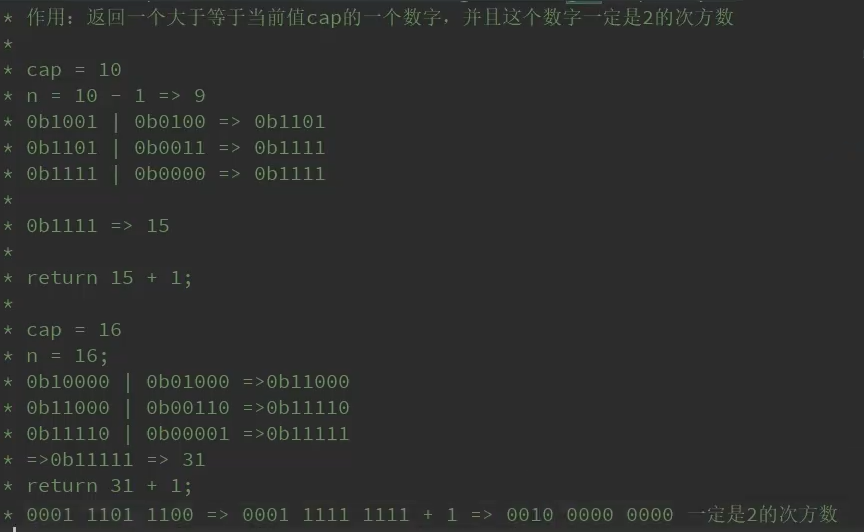 * 作用：返回一个大于等于当前值cap的一个数字，并且这个数字一定是2的次方数
*
* cap = 10
* n = 10 - 1 => 9
* 0b1001 | 0b0100 => 0b1101
* 0b1101 | 0b0011 => 0b1111
* 0b1111 | 0b0000 => 0b1111
*
* 0b1111 => 15
*
* return 15 + 1;
*
* cap = 16
* n = 16;
* 0b10000 | 0b01000 =>0b11000
* 0b11000 | 0b00110 =>0b11110
* 0b11110 | 0b00001 =>0b11111
* =>0b11111 => 31
* return 31 + 1;
* 0001 1101 1100 => 0001 1111 1111 + 1 => 0010 0000 0000 一定是2的次方数